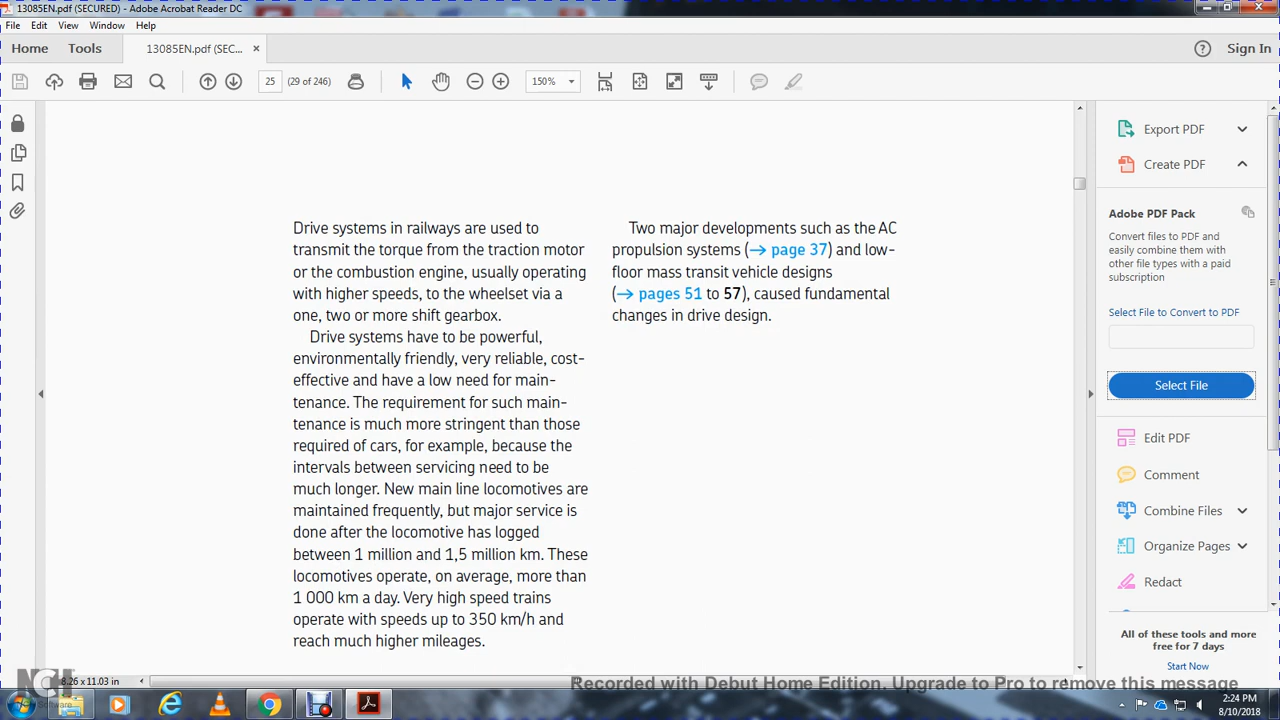 13085EN.pdf (SECURED) - Adobe Acrobat Reader DC
File Edit View Window Help
Home Tools 13085EN.pdf (SEC... × Sign In
25 (29 of 246) 150%
Drive systems in railways are used to
transmit the torque from the traction motor
or the combustion engine, usually operating
with higher speeds, to the wheelset via a
one, two or more shift gearbox.
Drive systems have to be powerful,
environmentally friendly, very reliable, cost-
effective and have a low need for main-
tenance. The requirement for such main-
tenance is much more stringent than those
required of cars, for example, because the
intervals between servicing need to be
much longer. New main line locomotives are
maintained frequently, but major service is
done after the locomotive has logged
between 1 million and 1,5 million km. These
locomotives operate, on average, more than
1 000 km a day. Very high speed trains
operate with speeds up to 350 km/h and
reach much higher mileages.
Two major developments such as the AC
propulsion systems (→ page 37) and low-
floor mass transit vehicle designs
(→ pages 51 to 57), caused fundamental
changes in drive design.
Export PDF
Create PDF
Adobe PDF Pack
Convert files to PDF and
easily combine them with
other file types with a paid
subscription
Select File to Convert to PDF
Select File
Edit PDF
Comment
Combine Files
Organize Pages
Redact
All of these tools and more
free for 7 days
Start Now
8.26 x 11.03 in
NCH
Software
Recorded with Debut Home Edition. Upgrade to Pro to remove this message
2:24 PM
8/10/2018